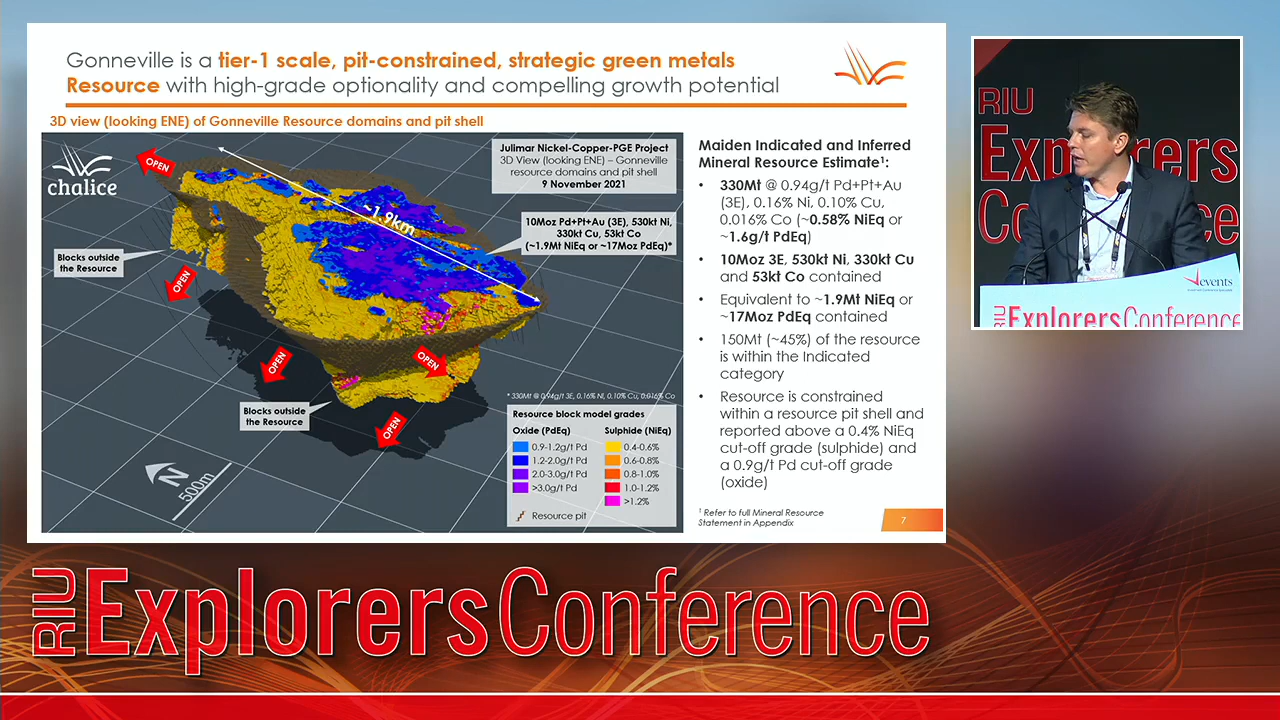 Gonneville is a tier-1 scale, pit-constrained, strategic green metals
Resource with high-grade optionality and compelling growth potential
3D view (looking ENE) of Gonneville Resource domains and pit shell
chalice
OPEN
~1.9km
Julimar Nickel-Copper-PGE Project
3D View (looking ENE) – Gonneville
resource domains and pit shell
9 November 2021
10Moz Pd+Pt+Au (3E), 530kt Ni,
330kt Cu, 53kt Co
(~1.9Mt NiEq or ~17Moz PdEq)*
Blocks outside
the Resource
OPEN
OPEN
OPEN
OPEN
Blocks outside
the Resource
N
500m
* 330Mt @ 0.94g/t 3E, 0.16% Ni, 0.10% Cu, 0.016% Co
Resource block model grades
Oxide (PdEq) Sulphide (NiEq)
0.9-1.2g/t Pd 0.4-0.6%
1.2-2.0g/t Pd 0.6-0.8%
2.0-3.0g/t Pd 0.8-1.0%
>3.0g/t Pd 1.0-1.2%
>1.2%
Resource pit
Maiden Indicated and Inferred
Mineral Resource Estimate¹:
• 330Mt @ 0.94g/t Pd+Pt+Au
(3E), 0.16% Ni, 0.10% Cu,
0.016% Co (~0.58% NiEq or
~1.6g/t PdEq)
• 10Moz 3E, 530kt Ni, 330kt Cu
and 53kt Co contained
• Equivalent to ~1.9Mt NiEq or
~17Moz PdEq contained
• 150Mt (~45%) of the resource
is within the Indicated
category
• Resource is constrained
within a resource pit shell and
reported above a 0.4% NiEq
cut-off grade (sulphide) and
a 0.9g/t Pd cut-off grade
(oxide)
¹ Refer to full Mineral Resource
Statement in Appendix
7
RIU
Explorers
Co
events
RIU ExplorersConference
RIU ExplorersConference